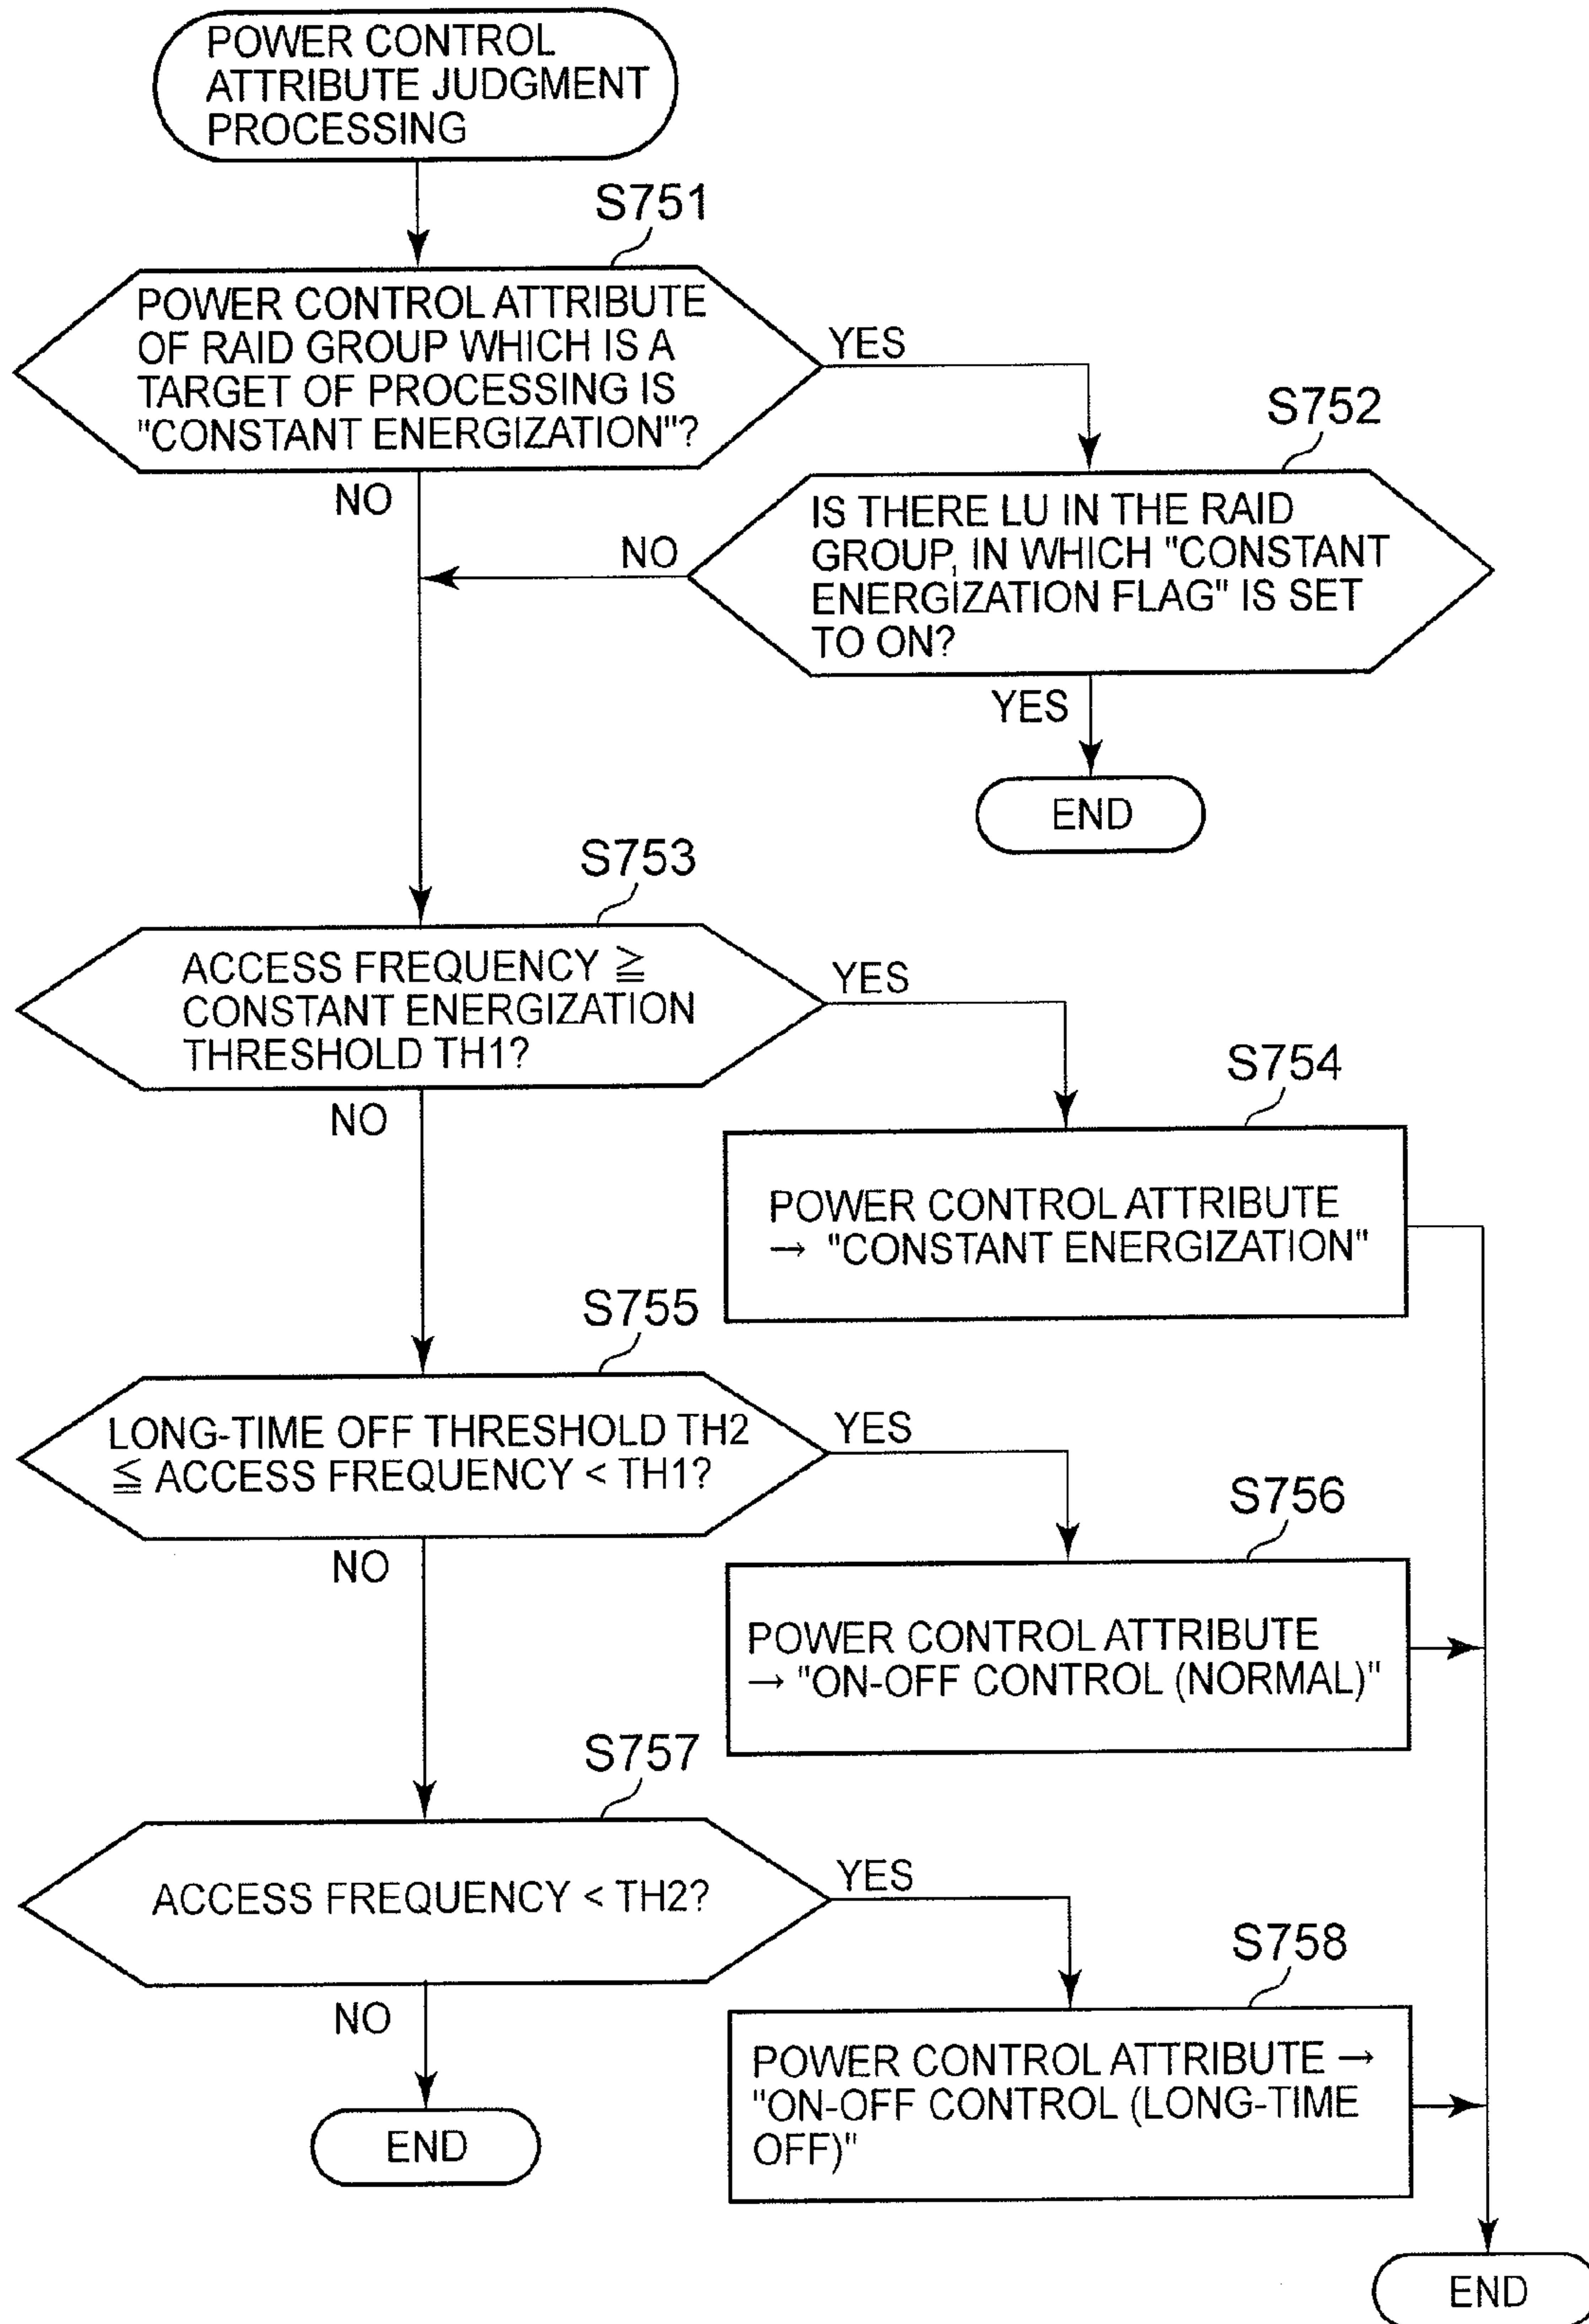 POWER CONTROL
ATTRIBUTE JUDGMENT
PROCESSING
S751
POWER CONTROL ATTRIBUTE
OF RAID GROUP WHICH IS A
TARGET OF PROCESSING IS
"CONSTANT ENERGIZATION"?
YES
NO
S752
IS THERE LU IN THE RAID
GROUP, IN WHICH "CONSTANT
ENERGIZATION FLAG" IS SET
TO ON?
NO
YES
END
S753
ACCESS FREQUENCY ≧
CONSTANT ENERGIZATION
THRESHOLD TH1?
YES
NO
S754
POWER CONTROL ATTRIBUTE
→ "CONSTANT ENERGIZATION"
S755
LONG-TIME OFF THRESHOLD TH2
≦ ACCESS FREQUENCY < TH1?
YES
NO
S756
POWER CONTROL ATTRIBUTE
→ "ON-OFF CONTROL (NORMAL)"
S757
ACCESS FREQUENCY < TH2?
YES
NO
S758
POWER CONTROL ATTRIBUTE →
"ON-OFF CONTROL (LONG-TIME
OFF)"
END
END